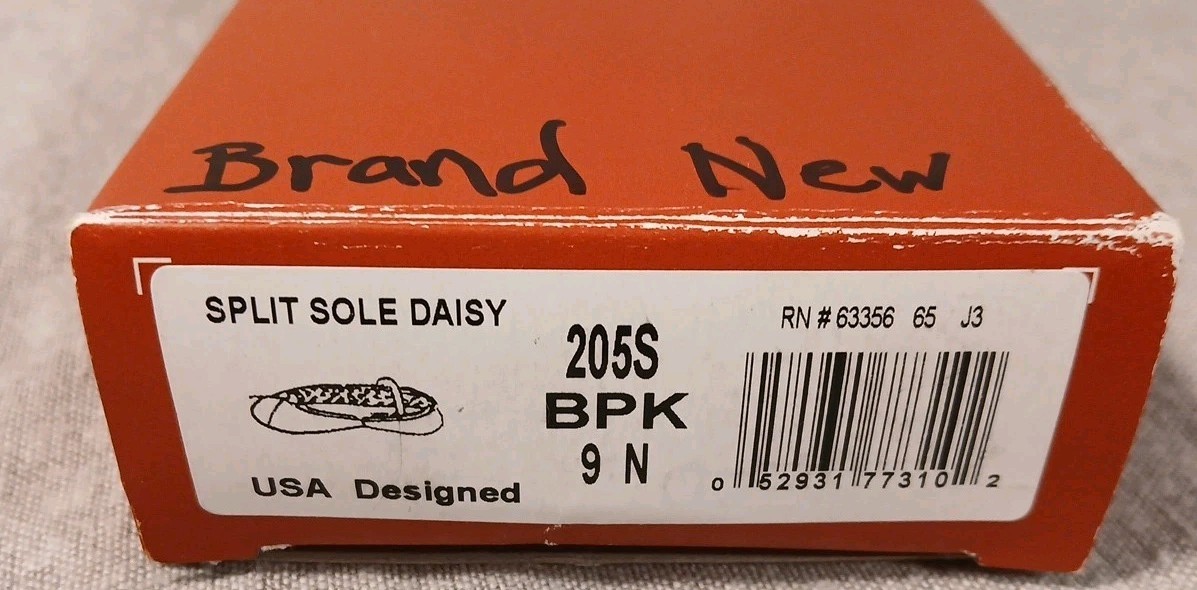 Brand New
SPLIT SOLE DAISY
205S
BPK
9 N
USA Designed
RN # 63356 65 J3
0 52931 77310 2